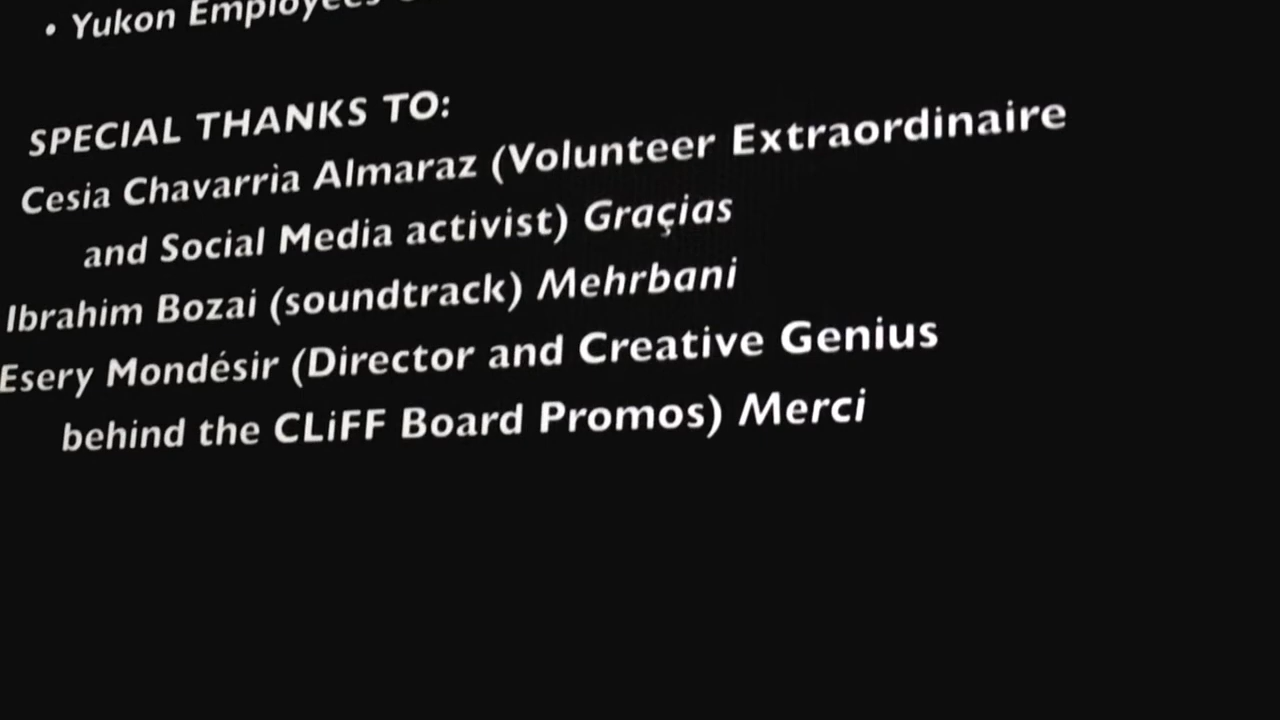 • Yukon Employees
SPECIAL THANKS TO:
Cesia Chavarria Almaraz (Volunteer Extraordinaire
and Social Media activist) Graçias
Ibrahim Bozai (soundtrack) Mehrbani
Esery Mondésir (Director and Creative Genius
behind the CLiFF Board Promos) Merci